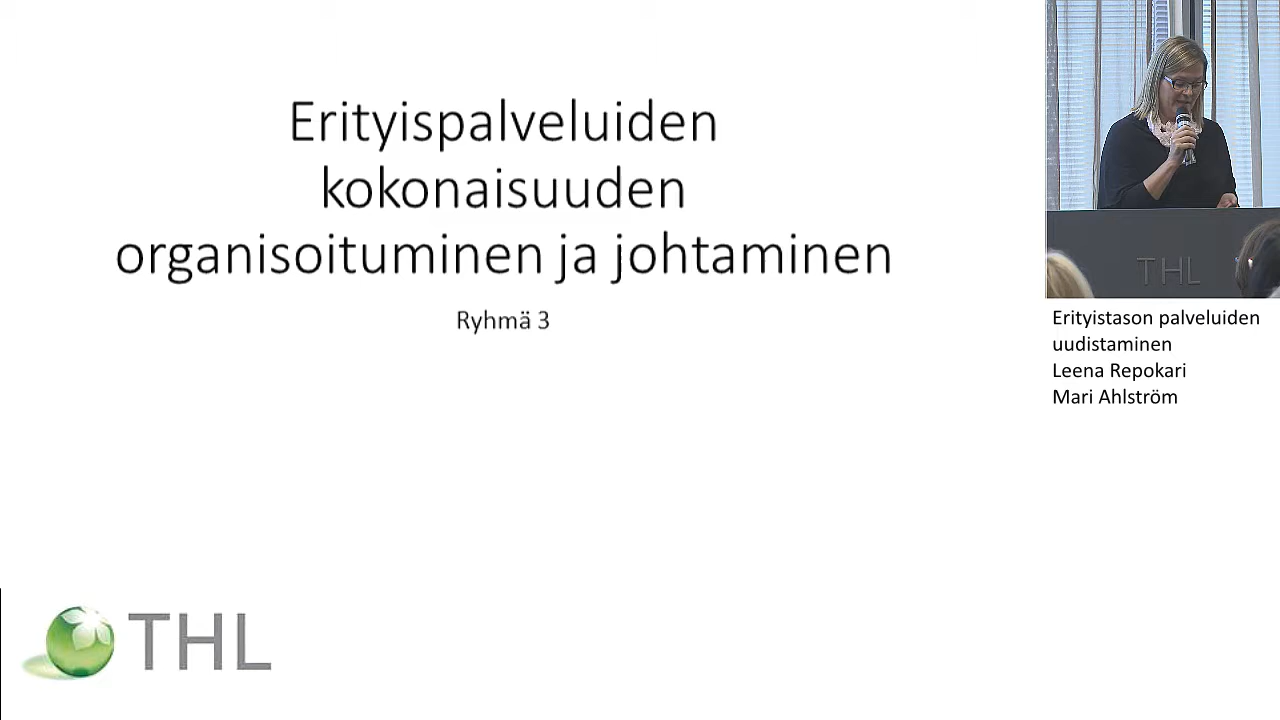 Erityispalveluiden
kokonaisuuden
organisoituminen ja johtaminen
Ryhmä 3
THL
THL
Erityistason palveluiden
uudistaminen
Leena Repokari
Mari Ahlström